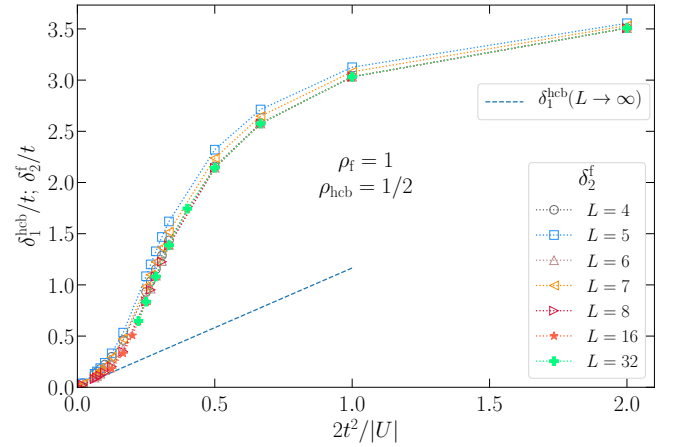 3.5
3.0
2.5
2.0
1.5
1.0
0.5
0.0
δ₁ʰᶜᵇ/t; δ₂ᶠ/t
δ₁ʰᶜᵇ(L → ∞)
ρ_f = 1
ρ_hcb = 1/2
δ₂ᶠ
L = 4
L = 5
L = 6
L = 7
L = 8
L = 16
L = 32
0.0 0.5 1.0 1.5 2.0
2t²/|U|